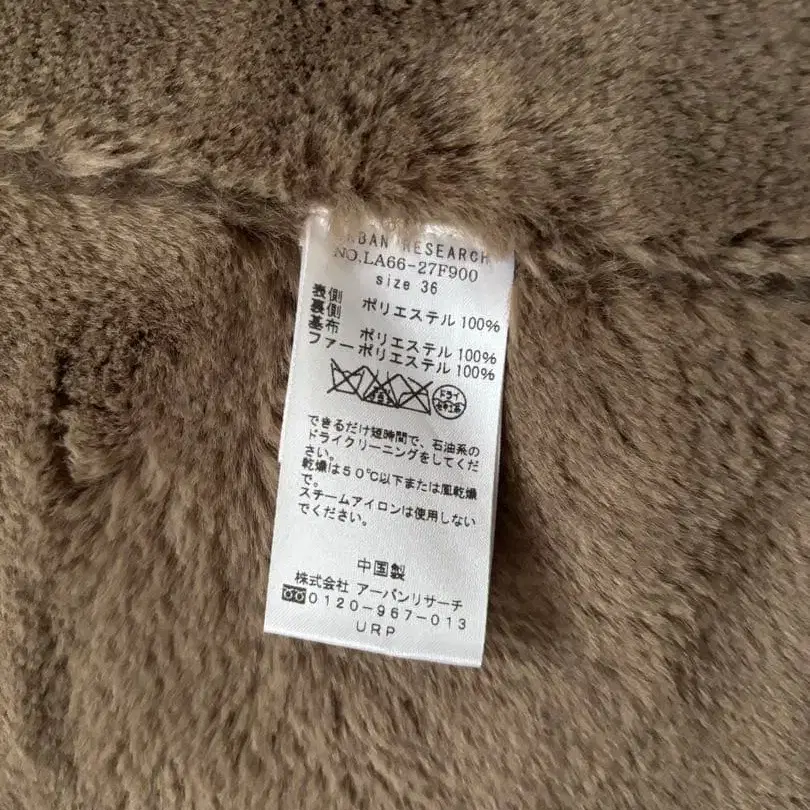 RBAN RESEARCH
NO.LA66-27F900
size 36
表側 ポリエステル 100%
裏側
基布 ポリエステル 100%
ファー ポリエステル 100%
ドライ
できるだけ短時間で、石油系の
ドライクリーニングをしてくだ
さい。
乾燥は50℃以下または風乾燥
で。
スチームアイロンは使用しない
でください。
中国製
株式会社 アーバンリサーチ
0120-967-013
URP